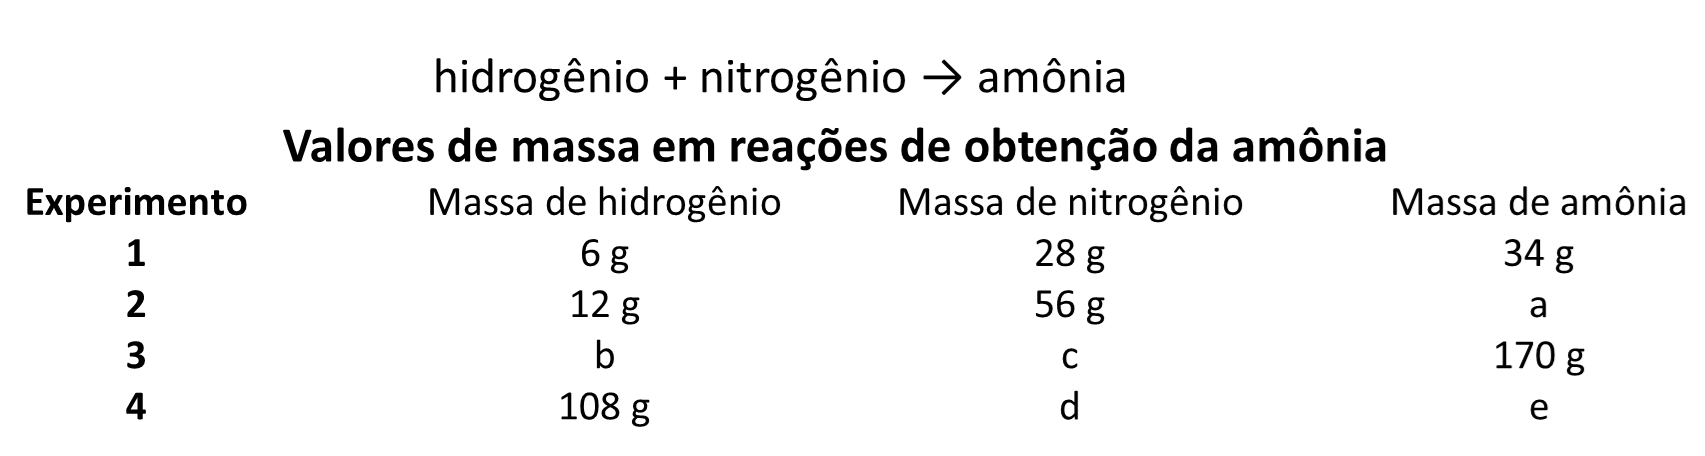 hidrogênio + nitrogênio → amônia
Valores de massa em reações de obtenção da amônia
Experimento Massa de hidrogênio Massa de nitrogênio Massa de amônia
1 6 g 28 g 34 g
2 12 g 56 g a
3 b c 170 g
4 108 g d e